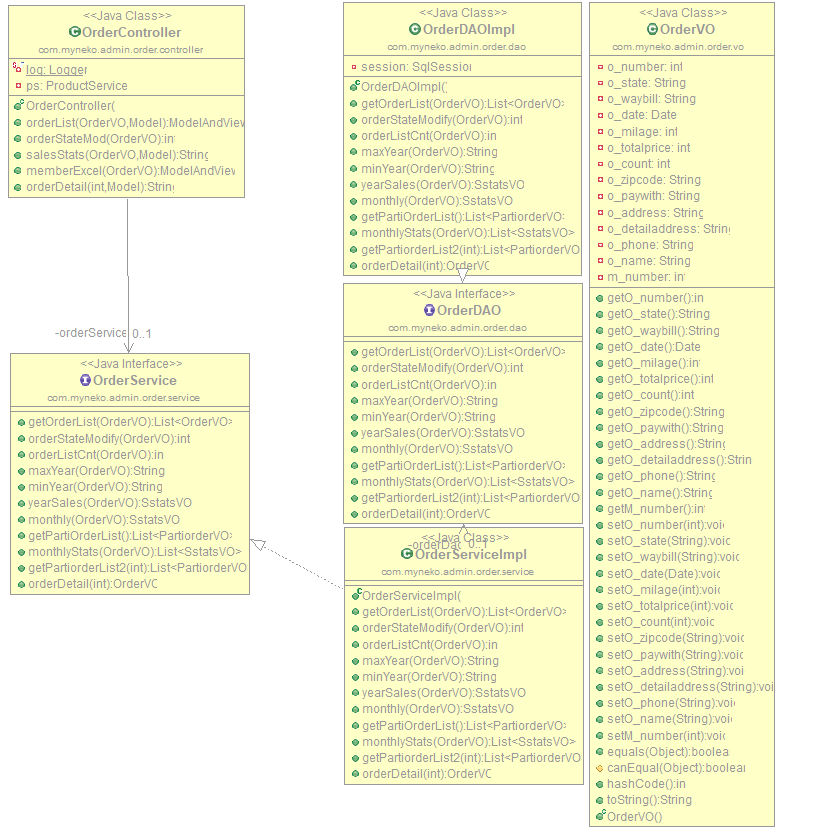 <<Java Class>>
OrderController
com.myneko.admin.order.controller
log: Logger
ps: ProductService
OrderController(
orderList(OrderVO,Model):ModelAndView
orderStateMod(OrderVO):int
salesStats(OrderVO,Model):String
memberExcel(OrderVO):ModelAndView
orderDetail(int,Model):String
-orderService 0..1
<<Java Interface>>
OrderService
com.myneko.admin.order.service
getOrderList(OrderVO):List<OrderVO>
orderStateModify(OrderVO):int
orderListCnt(OrderVO):in
maxYear(OrderVO):String
minYear(OrderVO):String
yearSales(OrderVO):SstatsVO
monthly(OrderVO):SstatsVO
getPartiOrderList():List<PartiorderVO>
monthlyStats(OrderVO):List<SstatsVO>
getPartiorderList2(int):List<PartiorderVO
orderDetail(int):OrderVO
<<Java Class>>
OrderDAOImpl
com.myneko.admin.order.dao
session: SqlSession
OrderDAOImpl()
getOrderList(OrderVO):List<OrderVO>
orderStateModify(OrderVO):int
orderListCnt(OrderVO):in
maxYear(OrderVO):String
minYear(OrderVO):String
yearSales(OrderVO):SstatsVO
monthly(OrderVO):SstatsVO
getPartiOrderList():List<PartiorderVO>
monthlyStats(OrderVO):List<SstatsVO>
getPartiorderList2(int):List<PartiorderVO
orderDetail(int):OrderVO
<<Java Interface>>
OrderDAO
com.myneko.admin.order.dao
getOrderList(OrderVO):List<OrderVO>
orderStateModify(OrderVO):int
orderListCnt(OrderVO):in
maxYear(OrderVO):String
minYear(OrderVO):String
yearSales(OrderVO):SstatsVO
monthly(OrderVO):SstatsVO
getPartiOrderList():List<PartiorderVO>
monthlyStats(OrderVO):List<SstatsVO>
getPartiorderList2(int):List<PartiorderVO
orderDetail(int):OrderVO
<<Java Class>>
-orderDat 0..1
OrderServiceImpl
com.myneko.admin.order.service
OrderServiceImpl(
getOrderList(OrderVO):List<OrderVO>
orderStateModify(OrderVO):int
orderListCnt(OrderVO):in
maxYear(OrderVO):String
minYear(OrderVO):String
yearSales(OrderVO):SstatsVO
monthly(OrderVO):SstatsVO
getPartiOrderList():List<PartiorderVO>
monthlyStats(OrderVO):List<SstatsVO>
getPartiorderList2(int):List<PartiorderVO
orderDetail(int):OrderVO
<<Java Class>>
OrderVO
com.myneko.admin.order.vo
o_number: int
o_state: String
o_waybill: String
o_date: Date
o_milage: int
o_totalprice: int
o_count: int
o_zipcode: String
o_paywith: String
o_address: String
o_detailaddress: String
o_phone: String
o_name: String
m_number: int
getO_number():in
getO_state():String
getO_waybill():String
getO_date():Date
getO_milage():int
getO_totalprice():int
getO_count():int
getO_zipcode():String
getO_paywith():String
getO_address():String
getO_detailaddress():Strin
getO_phone():String
getO_name():String
getM_number():int
setO_number(int):void
setO_state(String):void
setO_waybill(String):void
setO_date(Date):void
setO_milage(int):void
setO_totalprice(int):void
setO_count(int):void
setO_zipcode(String):void
setO_paywith(String):void
setO_address(String):void
setO_detailaddress(String):voi
setO_phone(String):void
setO_name(String):void
setM_number(int):void
equals(Object):boolea
canEqual(Object):boolean
hashCode():in
toString():String
OrderVO()